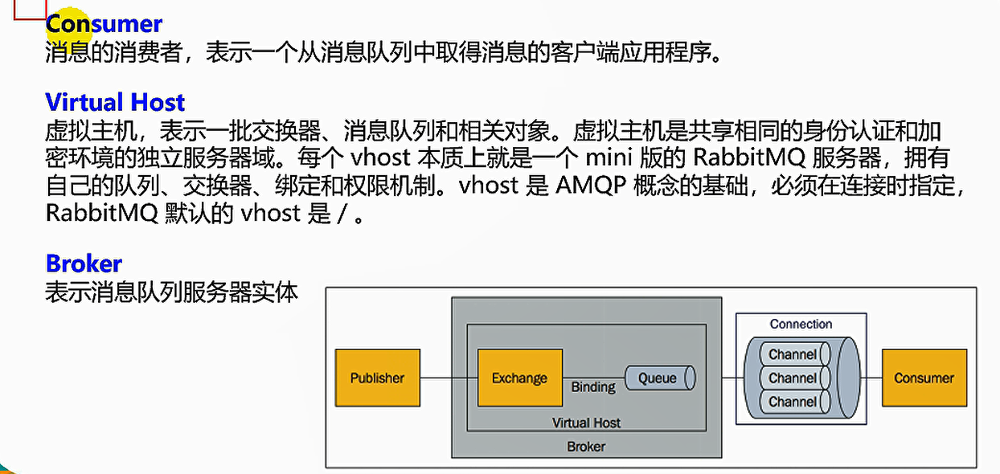 Consumer
消息的消费者，表示一个从消息队列中取得消息的客户端应用程序。
Virtual Host
虚拟主机，表示一批交换器、消息队列和相关对象。虚拟主机是共享相同的身份认证和加
密环境的独立服务器域。每个 vhost 本质上就是一个 mini 版的 RabbitMQ 服务器，拥有
自己的队列、交换器、绑定和权限机制。vhost 是 AMQP 概念的基础，必须在连接时指定，
RabbitMQ 默认的 vhost 是 / 。
Broker
表示消息队列服务器实体
Publisher
Exchange
Binding
Queue
Virtual Host
Broker
Connection
Channel
Channel
Channel
Consumer